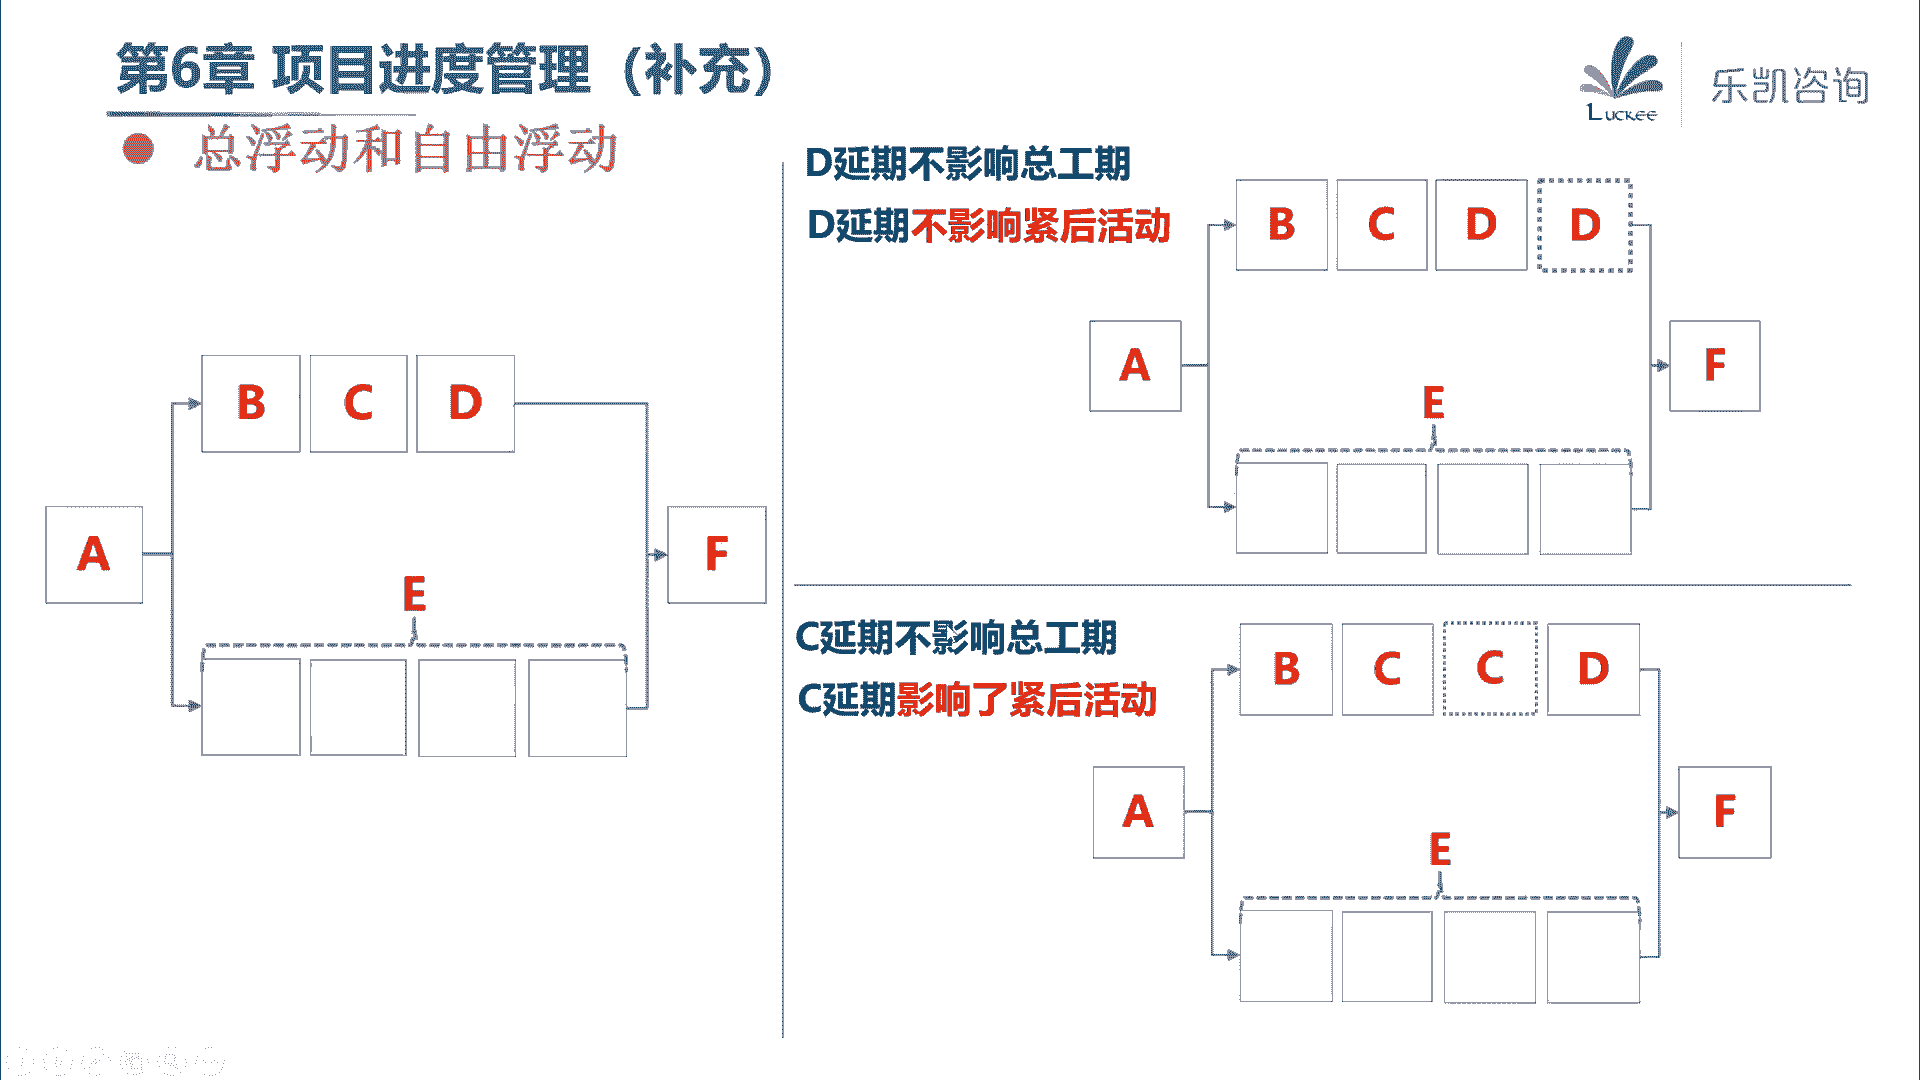 第6章 项目进度管理（补充）
LUCKEE
乐凯咨询
总浮动和自由浮动
B C D
A
F
E
D延期不影响总工期
D延期不影响紧后活动
B C D D
A
F
E
C延期不影响总工期
C延期影响了紧后活动
B C C D
A
F
E